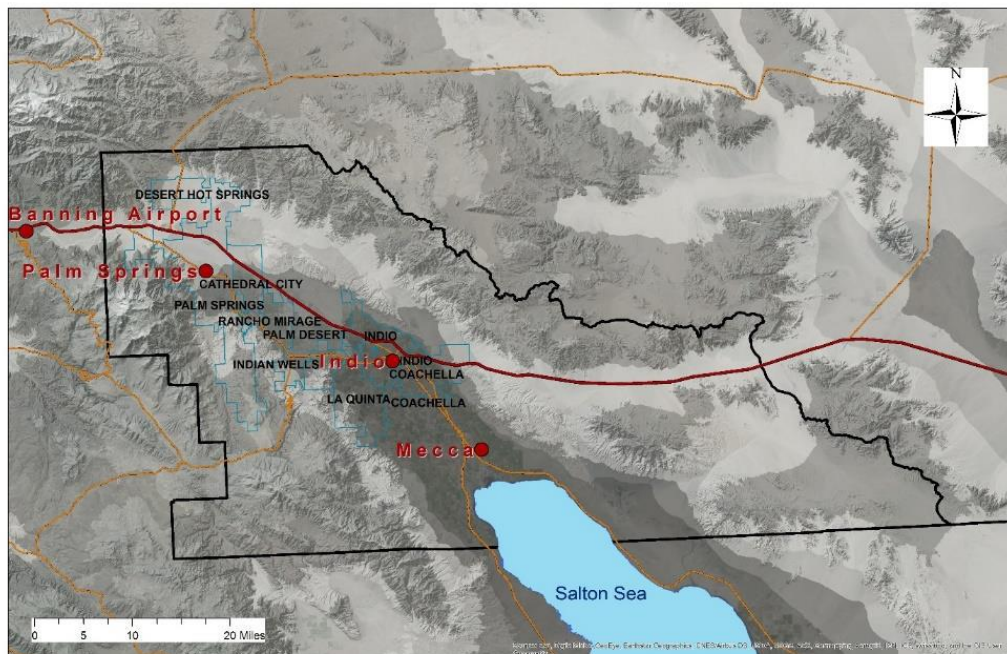 N
DESERT HOT SPRINGS
Banning Airport
Palm Springs
CATHEDRAL CITY
PALM SPRINGS
RANCHO MIRAGE
PALM DESERT
INDIO
INDIAN WELLS
Indio
INDIO
COACHELLA
LA QUINTA
COACHELLA
Mecca
Salton Sea
0 5 10 20 Miles